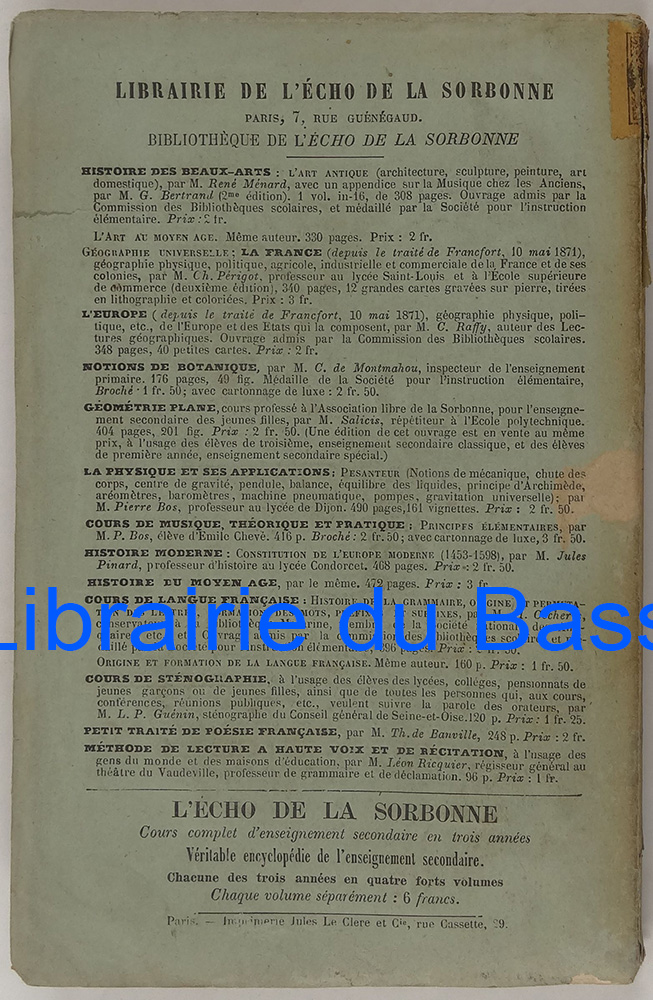 LIBRAIRIE DE L'ÉCHO DE LA SORBONNE
PARIS, 7, RUE GUÉNÉGAUD.
BIBLIOTHÈQUE DE L'ÉCHO DE LA SORBONNE
HISTOIRE DES BEAUX-ARTS : L'ART ANTIQUE (architecture, sculpture, peinture, art
domestique), par M. René Ménard, avec un appendice sur la Musique chez les Anciens,
par M. G. Bertrand (2me édition). 1 vol. in-16, de 308 pages. Ouvrage admis par la
Commission des Bibliothèques scolaires, et médaillé par la Société pour l'instruction
élémentaire. Prix : 2 fr.
L'ART AU MOYEN AGE. Même auteur. 330 pages. Prix : 2 fr.
GÉOGRAPHIE UNIVERSELLE : LA FRANCE (depuis le traité de Francfort, 10 mai 1871),
géographie physique, politique, agricole, industrielle et commerciale de la France et de ses
colonies, par M. Ch. Périgot, professeur au lycée Saint-Louis et à l'École supérieure
de commerce (deuxième édition), 340 pages, 12 grandes cartes gravées sur pierre, tirées
en lithographie et coloriées. Prix : 3 fr.
L'EUROPE (depuis le traité de Francfort, 10 mai 1871), géographie physique, poli-
tique, etc., de l'Europe et des Etats qui la composent, par M. C. Raffy, auteur des Lec-
tures géographiques. Ouvrage admis par la Commission des Bibliothèques scolaires.
348 pages, 40 petites cartes. Prix : 2 fr.
NOTIONS DE BOTANIQUE, par M. C. de Montmahou, inspecteur de l'enseignement
primaire. 176 pages, 49 fig. Médaille de la Société pour l'instruction élémentaire,
Broché : 1 fr. 50; avec cartonnage de luxe : 2 fr. 50.
GÉOMÉTRIE PLANE, cours professé à l'Association libre de la Sorbonne, pour l'enseigne-
ment secondaire des jeunes filles, par M. Salicis, répétiteur à l'Ecole polytechnique.
404 pages, 201 fig. Prix : 2 fr. 50. (Une édition de cet ouvrage est en vente au même
prix, à l'usage des élèves de troisième, enseignement secondaire classique, et des élèves
de première année, enseignement secondaire spécial.)
LA PHYSIQUE ET SES APPLICATIONS : PESANTEUR (Notions de mécanique, chute des
corps, centre de gravité, pendule, balance, équilibre des liquides, principe d'Archimède,
aréomètres, baromètres, machine pneumatique, pompes, gravitation universelle); par
M. Pierre Bos, professeur au lycée de Dijon. 490 pages, 161 vignettes. Prix : 2 fr. 50.
COURS DE MUSIQUE, THÉORIQUE ET PRATIQUE : PRINCIPES ÉLÉMENTAIRES, par
M. P. Bos, élève d'Emile Chevé. 416 p. Broché : 2 fr. 50; avec cartonnage de luxe, 3 fr. 50.
HISTOIRE MODERNE : CONSTITUTION DE L'EUROPE MODERNE (1453-1598), par M. Jules
Pinard, professeur d'histoire au lycée Condorcet. 468 pages. Prix : 2 fr. 50.
HISTOIRE DU MOYEN AGE, par le même. 472 pages. Prix : 3 fr.
COURS DE LANGUE FRANÇAISE : HISTOIRE DE LA GRAMMAIRE, ORIGINE ET PERMUTA-
TION DES LETTRES, FORMATION DES MOTS, PRÉFIXES ET SUFFIXES, par M. H. Cocheris,
Librairie du Bass
ORIGINE ET FORMATION DE LA LANGUE FRANÇAISE. Même auteur. 160 p. Prix : 1 fr. 50.
COURS DE STÉNOGRAPHIE, à l'usage des élèves des lycées, collèges, pensionnats de
jeunes garçons ou de jeunes filles, ainsi que de toutes les personnes qui, aux cours,
conférences, réunions publiques, etc., veulent suivre la parole des orateurs, par
M. L. P. Guénin, sténographe du Conseil général de Seine-et-Oise. 120 p. Prix : 1 fr. 25.
PETIT TRAITÉ DE POÉSIE FRANÇAISE, par M. Th. de Banville, 248 p. Prix : 2 fr.
MÉTHODE DE LECTURE A HAUTE VOIX ET DE RÉCITATION, à l'usage des
gens du monde et des maisons d'éducation, par M. Léon Ricquier, régisseur général au
théâtre du Vaudeville, professeur de grammaire et de déclamation. 96 p. Prix : 1 fr.
L'ÉCHO DE LA SORBONNE
Cours complet d'enseignement secondaire en trois années
Véritable encyclopédie de l'enseignement secondaire.
Chacune des trois années en quatre forts volumes
Chaque volume séparément : 6 francs.
Paris. — Imprimerie Jules Le Clere et Cie, rue Cassette, 29.